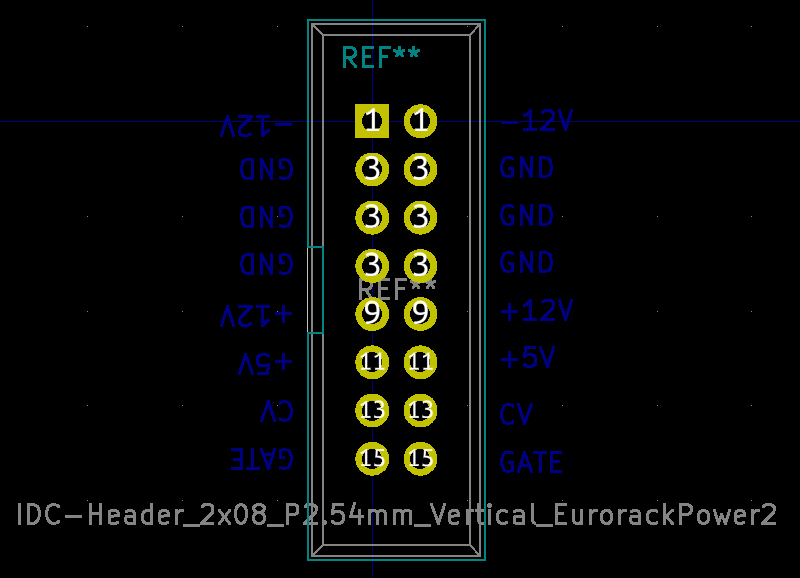 REF**
-12V 1 1 -12V
GND 3 3 GND
GND 3 3 GND
GND 3 3 GND
REF**
+12V 9 9 +12V
+5V 11 11 +5V
CV 13 13 CV
GATE 15 15 GATE
IDC-Header_2x08_P2.54mm_Vertical_EurorackPower2